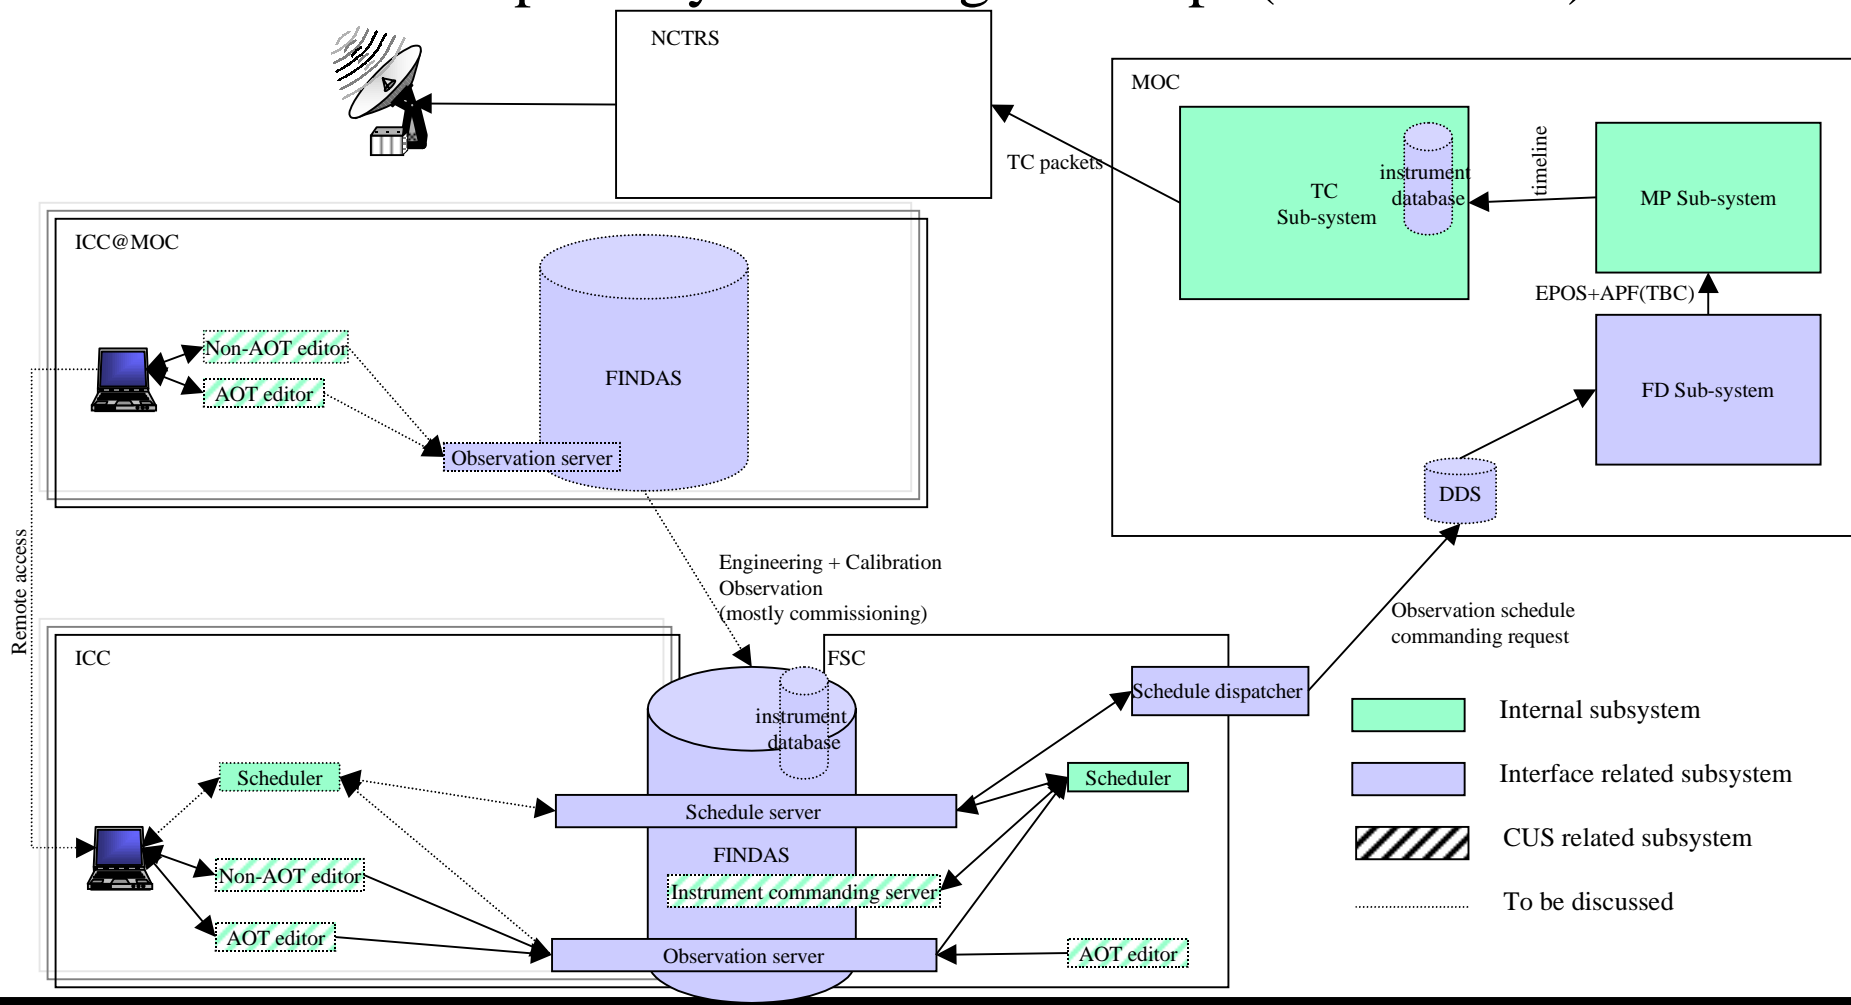 NCTRS
MOC
TC packets
TC
Sub-system
instrument
database
timeline
MP Sub-system
EPOS+APF(TBC)
FD Sub-system
DDS
ICC@MOC
Non-AOT editor
AOT editor
FINDAS
Observation server
Remote access
Engineering + Calibration
Observation
(mostly commissioning)
Observation schedule
commanding request
ICC
FSC
Schedule dispatcher
instrument
database
Scheduler
Schedule server
Scheduler
FINDAS
Non-AOT editor
Instrument commanding server
AOT editor
Observation server
AOT editor
Internal subsystem
Interface related subsystem
CUS related subsystem
To be discussed